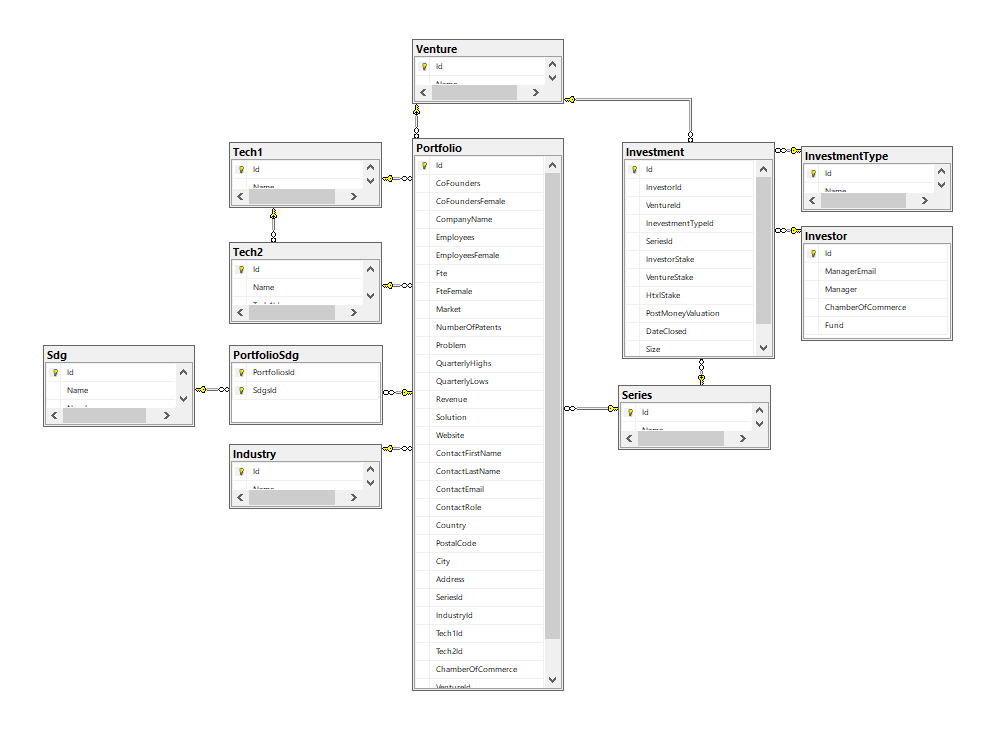 Venture
Id
Name
Tech1
Id
Name
Tech2
Id
Name
Sdg
Id
Name
PortfolioSdg
PortfoliosId
SdgsId
Industry
Id
Name
Portfolio
Id
CoFounders
CoFoundersFemale
CompanyName
Employees
EmployeesFemale
Fte
FteFemale
Market
NumberOfPatents
Problem
QuarterlyHighs
QuarterlyLows
Revenue
Solution
Website
ContactFirstName
ContactLastName
ContactEmail
ContactRole
Country
PostalCode
City
Address
SeriesId
IndustryId
Tech1Id
Tech2Id
ChamberOfCommerce
VentureId
Investment
Id
InvestorId
VentureId
InevestmentTypeId
SeriesId
InvestorStake
VentureStake
HtxlStake
PostMoneyValuation
DateClosed
Size
InvestmentType
Id
Name
Investor
Id
ManagerEmail
Manager
ChamberOfCommerce
Fund
Series
Id
Name